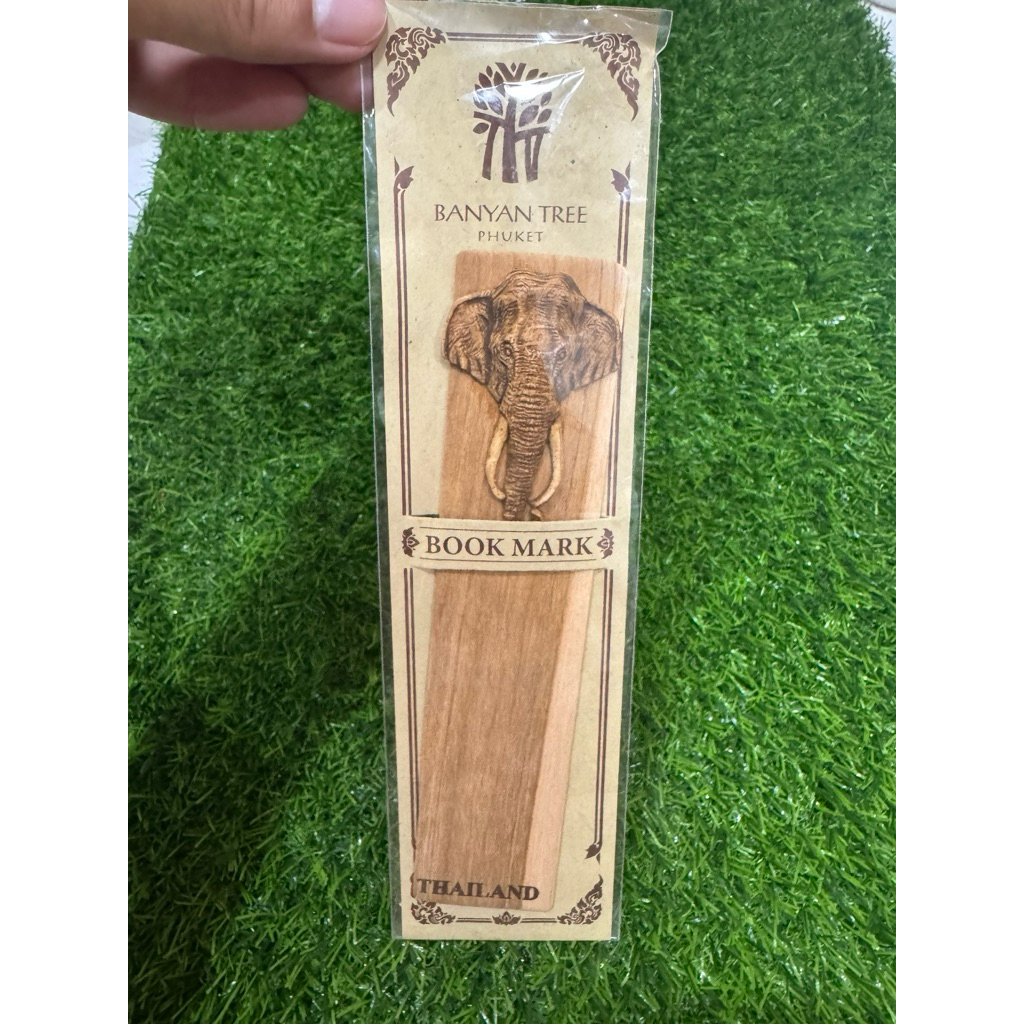 BANYAN TREE
PHUKET
BOOK MARK
THAILAND